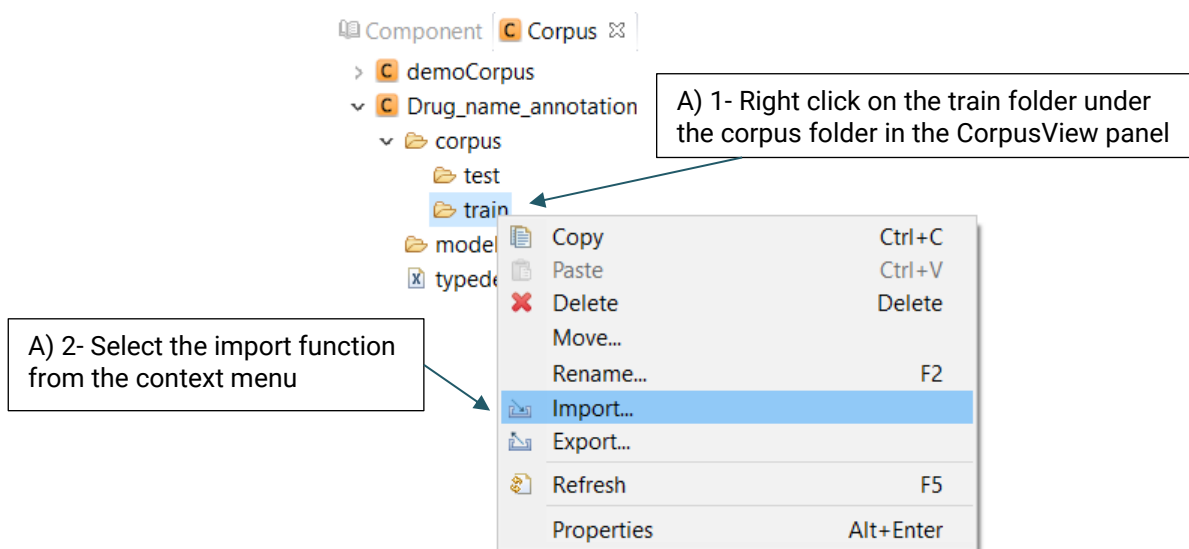 Component C Corpus
C demoCorpus
C Drug_name_annotation
A) 1- Right click on the train folder under
the corpus folder in the CorpusView panel
corpus
test
train
model
X typede
Copy Ctrl+C
Paste Ctrl+V
Delete Delete
Move...
Rename... F2
Import...
Export...
Refresh F5
Properties Alt+Enter
A) 2- Select the import function
from the context menu